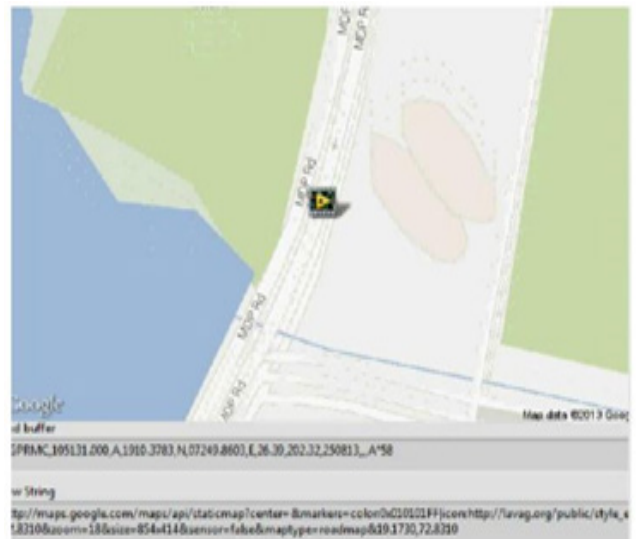 MDP Rd
MDP R
MDP Rd
MDP Rd
MDP Rd
Google
Map data ©2013 Goog
d buffer
GPRMC,105131.000,A,1910.3783,N,07249.8603,E,26.39,202.32,250813,,,A*58
w String
ttp://maps.google.com/maps/api/staticmap?center=&markers=color:0x010101FF|icon:http://lavag.org/public/style_e
2.8310&zoom=18&size=854x414&sensor=false&maptype=roadmap&19.1730,72.8310